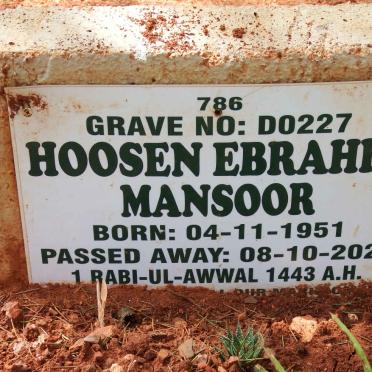 786
GRAVE NO: D0227
HOOSEN EBRAHI
MANSOOR
BORN: 04-11-1951
PASSED AWAY: 08-10-202
1 RABI-UL-AWWAL 1443 A.H.